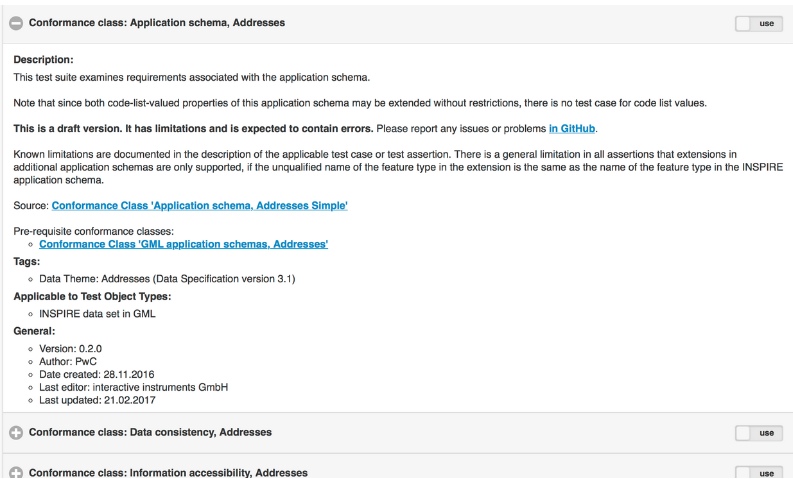 Conformance class: Application schema, Addresses
use
Description:
This test suite examines requirements associated with the application schema.
Note that since both code-list-valued properties of this application schema may be extended without restrictions, there is no test case for code list values.
This is a draft version. It has limitations and is expected to contain errors. Please report any issues or problems in GitHub.
Known limitations are documented in the description of the applicable test case or test assertion. There is a general limitation in all assertions that extensions in
additional application schemas are only supported, if the unqualified name of the feature type in the extension is the same as the name of the feature type in the INSPIRE
application schema.
Source: Conformance Class 'Application schema, Addresses Simple'
Pre-requisite conformance classes:
Conformance Class 'GML application schemas, Addresses'
Tags:
Data Theme: Addresses (Data Specification version 3.1)
Applicable to Test Object Types:
INSPIRE data set in GML
General:
Version: 0.2.0
Author: PwC
Date created: 28.11.2016
Last editor: interactive instruments GmbH
Last updated: 21.02.2017
Conformance class: Data consistency, Addresses
use
Conformance class: Information accessibility, Addresses
use